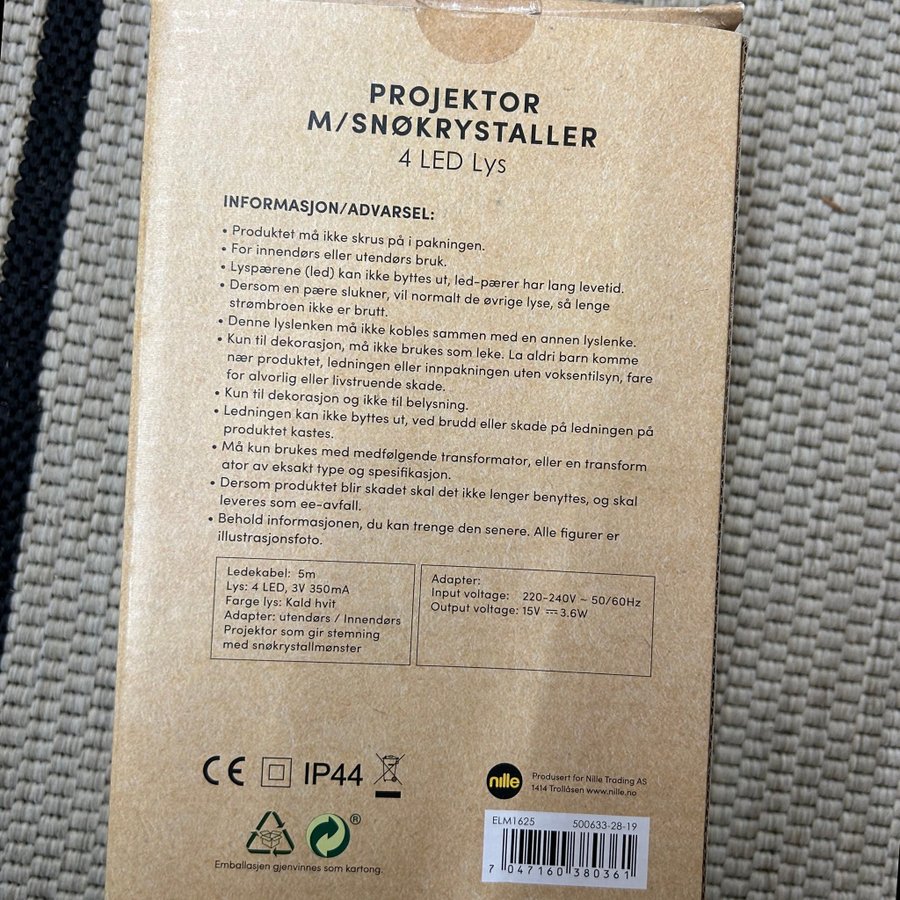 PROJEKTOR
M/SNØKRYSTALLER
4 LED Lys
INFORMASJON/ADVARSEL:
• Produktet må ikke skrus på i pakningen.
• For innendørs eller utendørs bruk.
• Lyspærene (led) kan ikke byttes ut, led-pærer har lang levetid.
• Dersom en pære slukner, vil normalt de øvrige lyse, så lenge
strømbroen ikke er brutt.
• Denne lyslenken må ikke kobles sammen med en annen lyslenke.
• Kun til dekorasjon, må ikke brukes som leke. La aldri barn komme
nær produktet, ledningen eller innpakningen uten voksentilsyn, fare
for alvorlig eller livstruende skade.
• Kun til dekorasjon og ikke til belysning.
• Ledningen kan ikke byttes ut, ved brudd eller skade på ledningen på
produktet kastes.
• Må kun brukes med medfølgende transformator, eller en transform
ator av eksakt type og spesifikasjon.
• Dersom produktet blir skadet skal det ikke lenger benyttes, og skal
leveres som ee-avfall.
• Behold informasjonen, du kan trenge den senere. Alle figurer er
illustrasjonsfoto.
Ledekabel: 5m
Lys: 4 LED, 3V 350mA
Farge lys: Kald hvit
Adapter: utendørs / Innendørs
Projektor som gir stemning
med snøkrystallmønster
Adapter:
Input voltage: 220-240V ~ 50/60Hz
Output voltage: 15V ⎓ 3.6W
CE IP44
nille
Produsert for Nille Trading AS
1414 Trollåsen www.nille.no
®
Emballasjen gjenvinnes som kartong.
ELM1625 500633-28-19
7 047160 380361